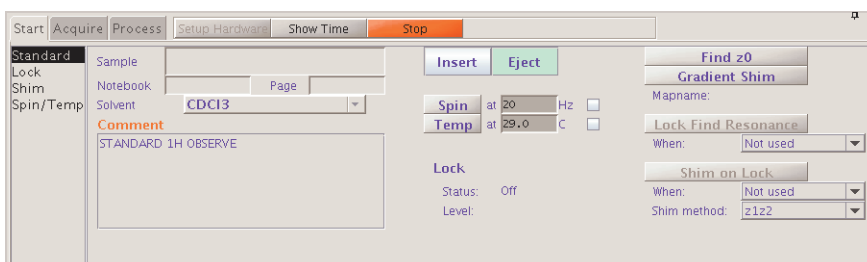 Start Acquire Process Setup Hardware Show Time Stop
Standard
Lock
Shim
Spin/Temp
Sample
Notebook Page
Solvent CDCl3
Comment
STANDARD 1H OBSERVE
Insert Eject
Spin at 20 Hz
Temp at 29.0 C
Lock
Status: Off
Level:
Find z0
Gradient Shim
Mapname:
Lock Find Resonance
When: Not used
Shim on Lock
When: Not used
Shim method: z1z2